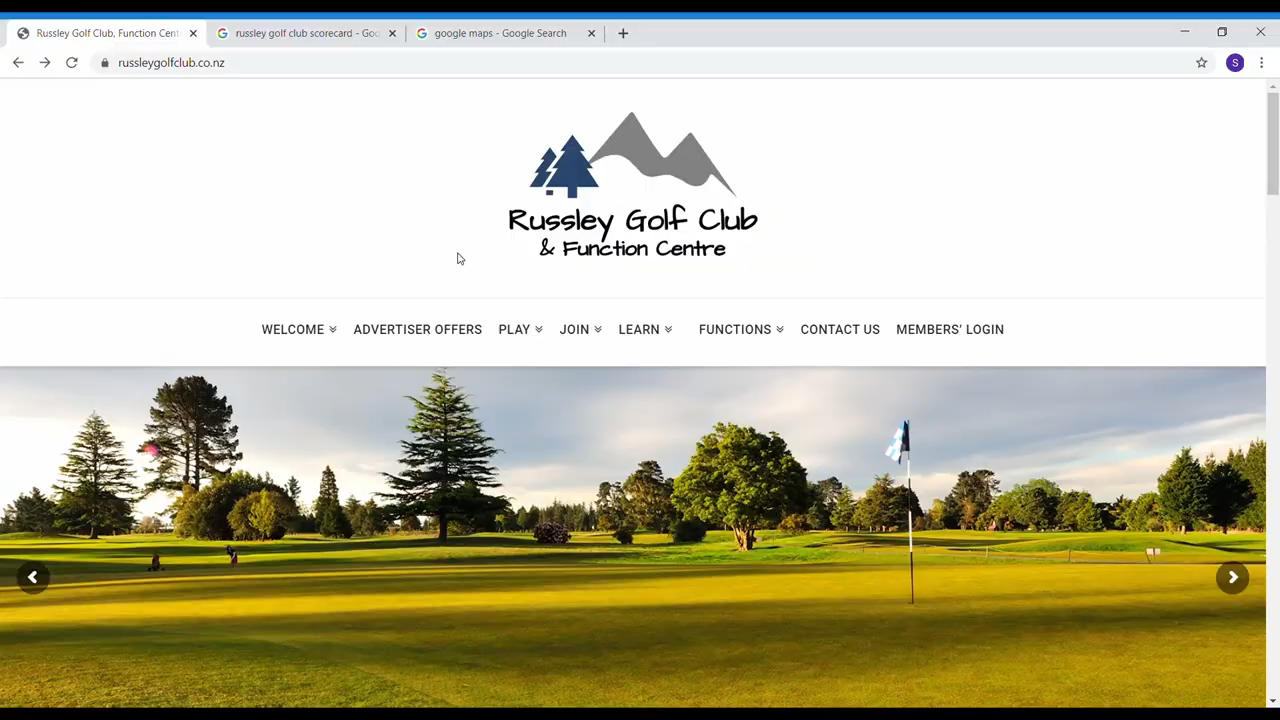 Russley Golf Club, Function Cent
russley golf club scorecard - Goo
google maps - Google Search
russleygolfclub.co.nz
S
Russley Golf Club
& Function Centre
WELCOME
ADVERTISER OFFERS
PLAY
JOIN
LEARN
FUNCTIONS
CONTACT US
MEMBERS' LOGIN